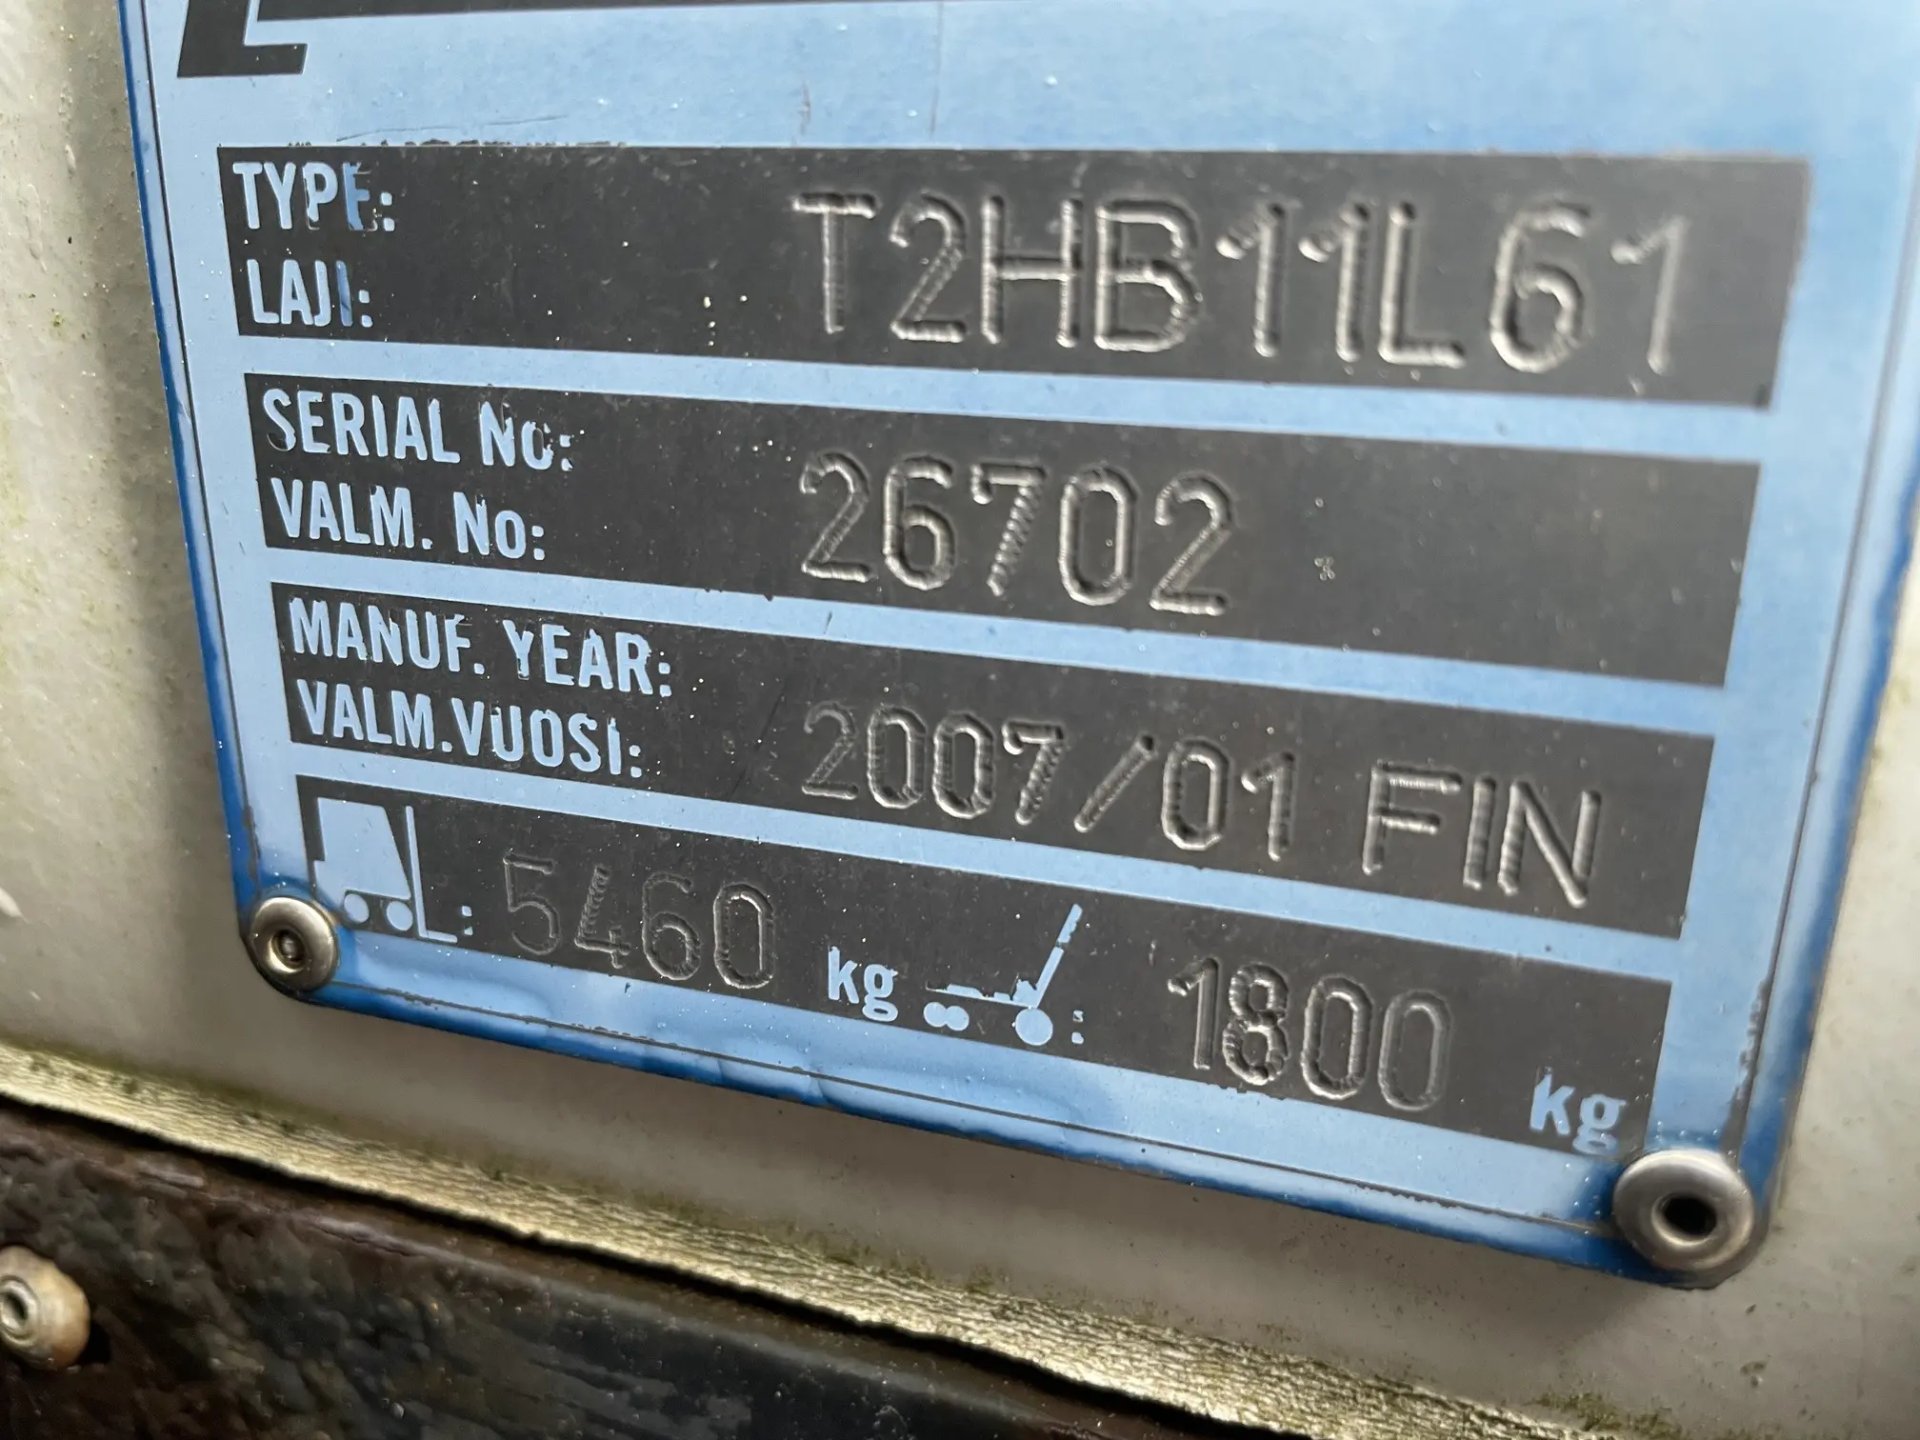 TYPE: T2HB11L61
LAJI:
SERIAL No: 26702
VALM. No:
MANUF. YEAR: 2007/01 FIN
VALM.VUOSI:
: 5460 kg : 1800 kg